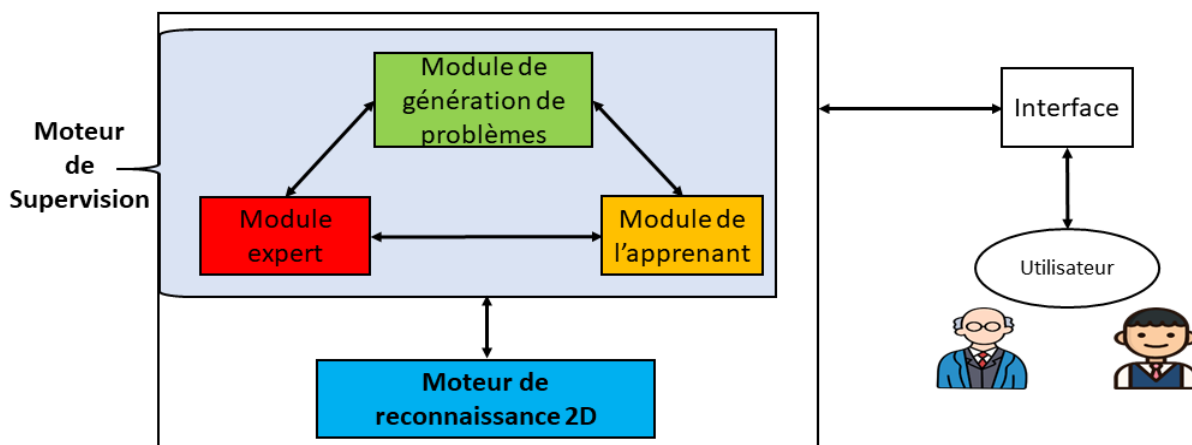 Module de
génération de
problèmes
Moteur
de
Supervision
Module
expert
Module de
l'apprenant
Moteur de
reconnaissance 2D
Interface
Utilisateur